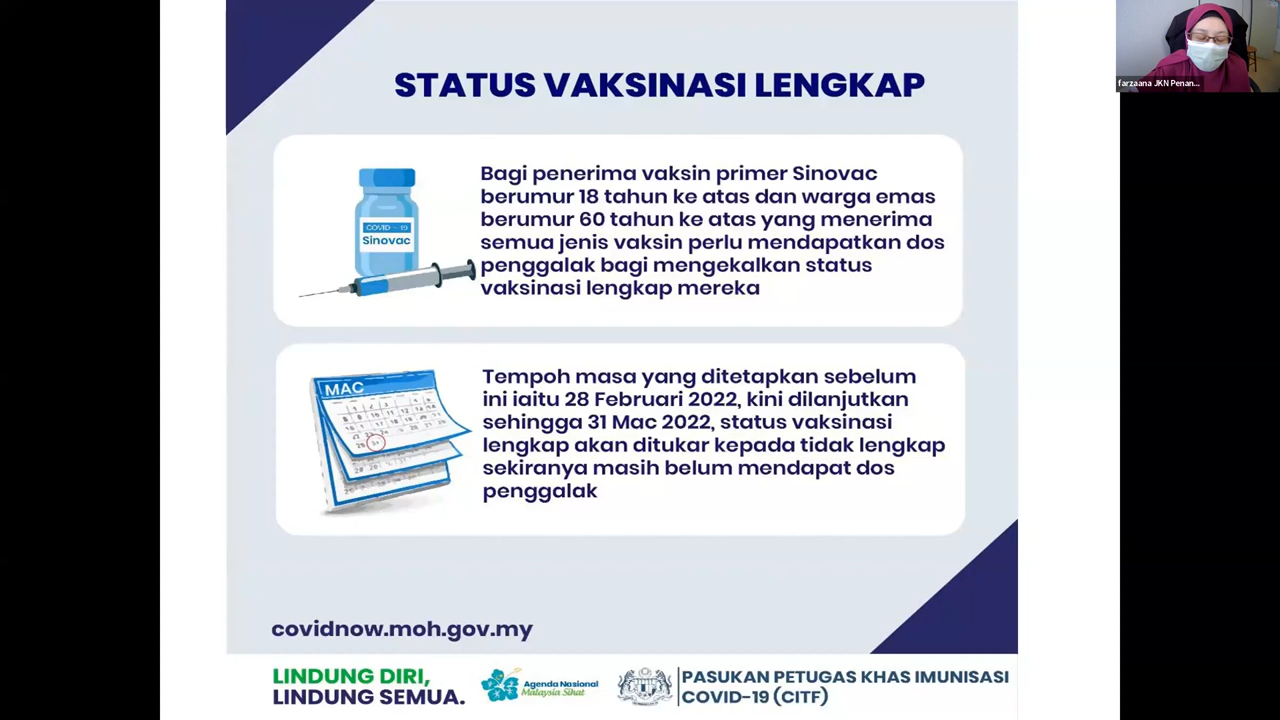 STATUS VAKSINASI LENGKAP
Bagi penerima vaksin primer Sinovac
berumur 18 tahun ke atas dan warga emas
berumur 60 tahun ke atas yang menerima
semua jenis vaksin perlu mendapatkan dos
penggalak bagi mengekalkan status
vaksinasi lengkap mereka
COVID - 19
Sinovac
MAC
Tempoh masa yang ditetapkan sebelum
ini iaitu 28 Februari 2022, kini dilanjutkan
sehingga 31 Mac 2022, status vaksinasi
lengkap akan ditukar kepada tidak lengkap
sekiranya masih belum mendapat dos
penggalak
covidnow.moh.gov.my
LINDUNG DIRI,
LINDUNG SEMUA.
Agenda Nasional
Malaysia Sihat
PASUKAN PETUGAS KHAS IMUNISASI
COVID-19 (CITF)
farzaana JKN Penan...